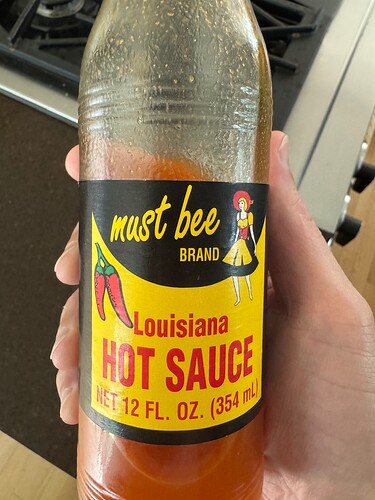 must bee
BRAND
Louisiana
HOT SAUCE
NET 12 FL. OZ. (354 mL)